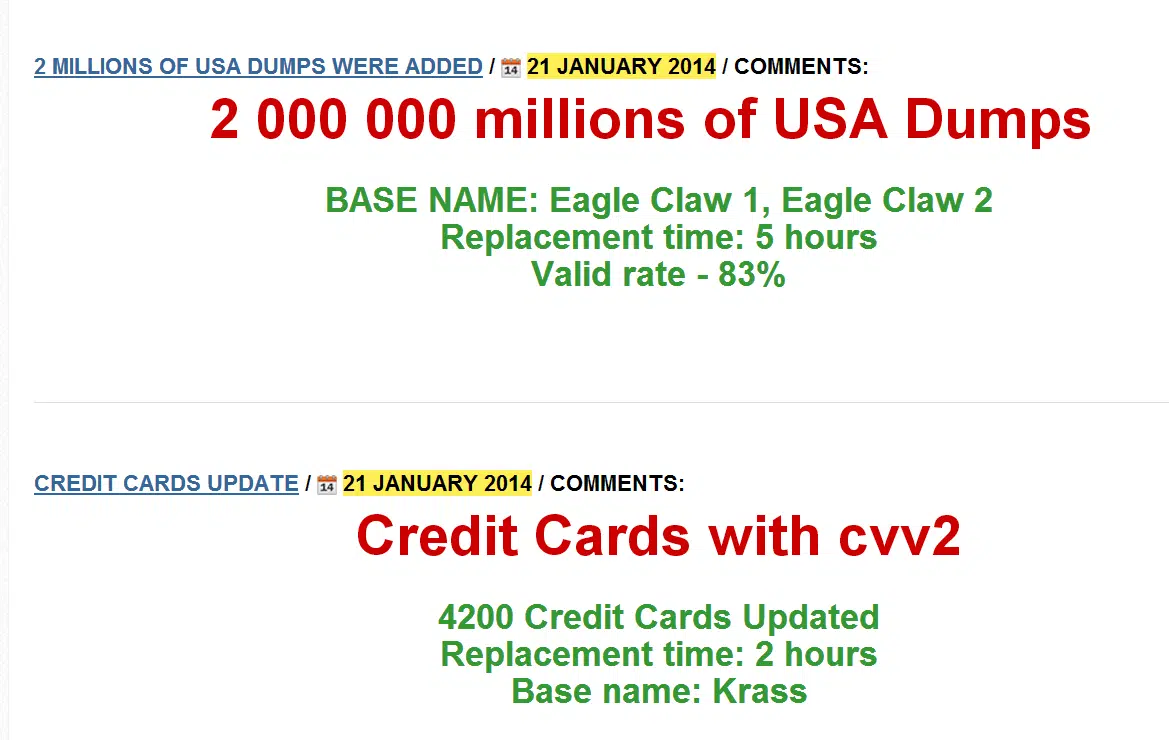 2 MILLIONS OF USA DUMPS WERE ADDED / 14 21 JANUARY 2014 / COMMENTS:
2 000 000 millions of USA Dumps
BASE NAME: Eagle Claw 1, Eagle Claw 2
Replacement time: 5 hours
Valid rate - 83%
CREDIT CARDS UPDATE / 14 21 JANUARY 2014 / COMMENTS:
Credit Cards with cvv2
4200 Credit Cards Updated
Replacement time: 2 hours
Base name: Krass